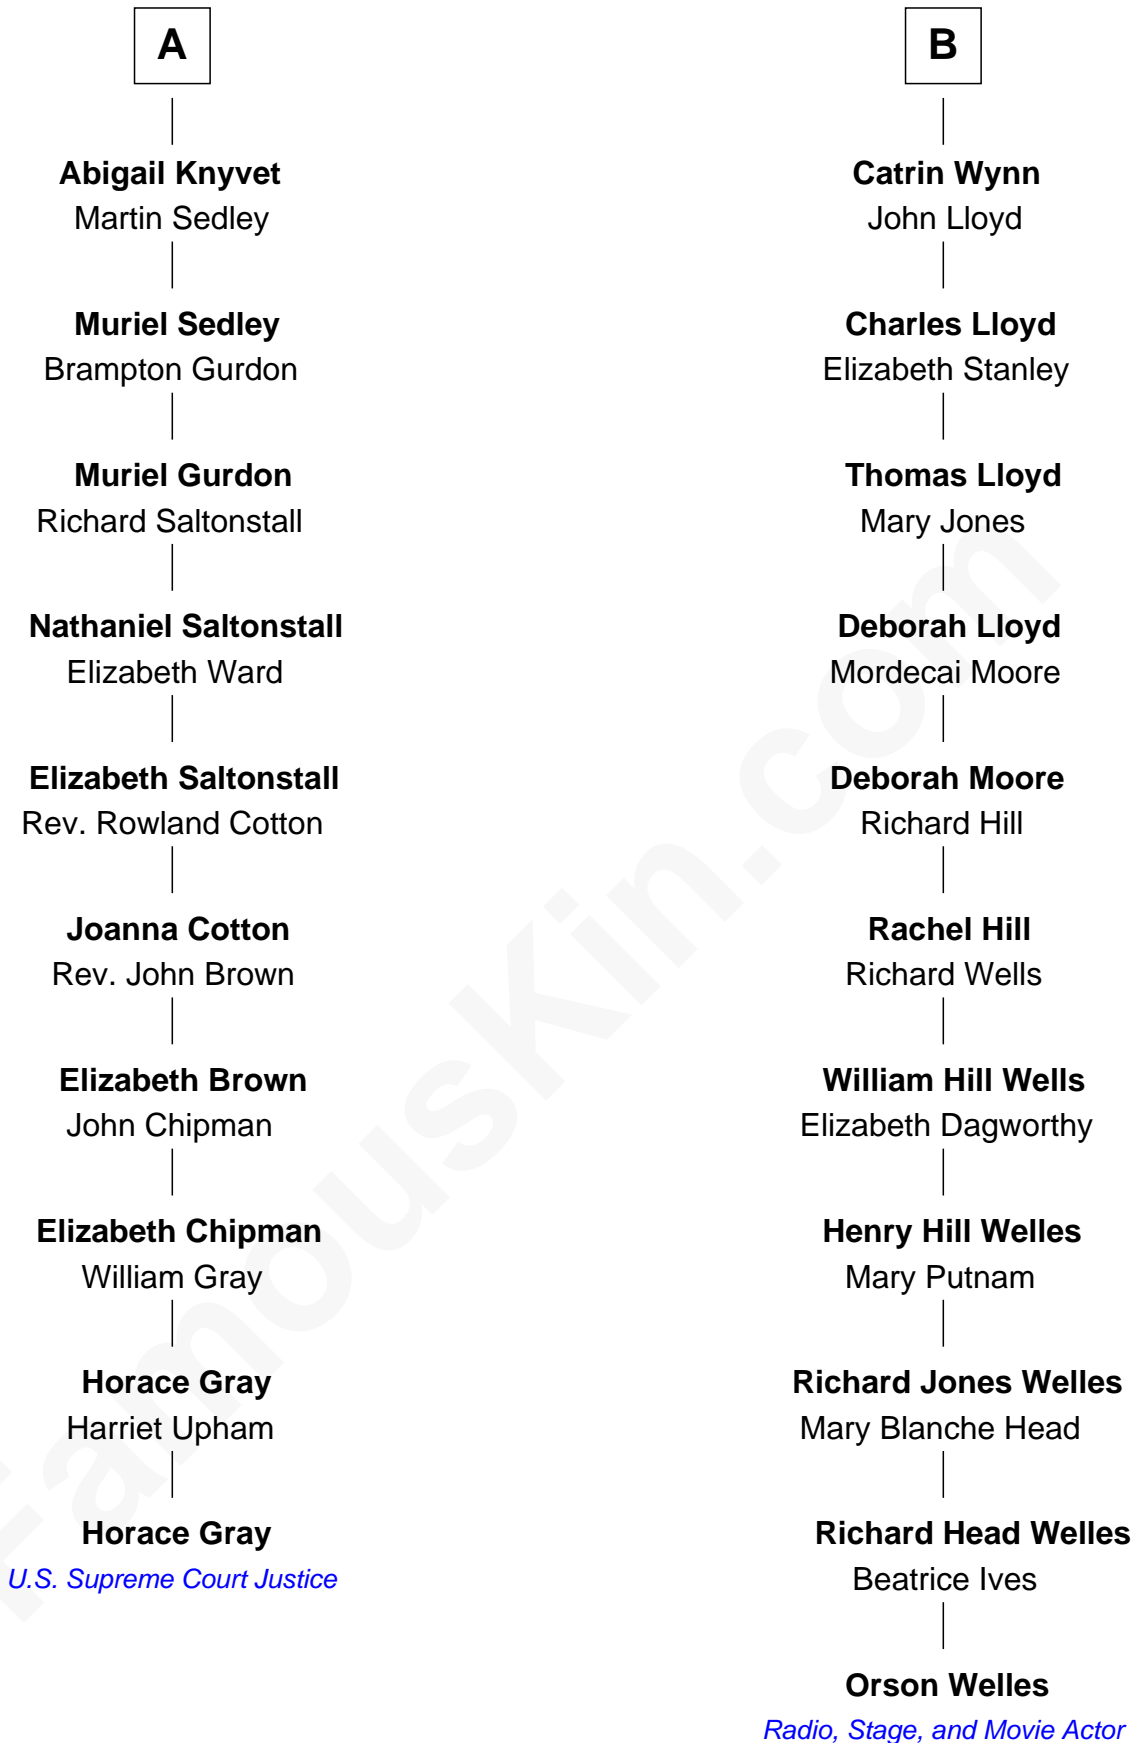 A
Abigail Knyvet
Martin Sedley
Muriel Sedley
Brampton Gurdon
Muriel Gurdon
Richard Saltonstall
Nathaniel Saltonstall
Elizabeth Ward
Elizabeth Saltonstall
Rev. Rowland Cotton
Joanna Cotton
Rev. John Brown
Elizabeth Brown
John Chipman
Elizabeth Chipman
William Gray
Horace Gray
Harriet Upham
Horace Gray
U.S. Supreme Court Justice
B
Catrin Wynn
John Lloyd
Charles Lloyd
Elizabeth Stanley
Thomas Lloyd
Mary Jones
Deborah Lloyd
Mordecai Moore
Deborah Moore
Richard Hill
Rachel Hill
Richard Wells
William Hill Wells
Elizabeth Dagworthy
Henry Hill Welles
Mary Putnam
Richard Jones Welles
Mary Blanche Head
Richard Head Welles
Beatrice Ives
Orson Welles
Radio, Stage, and Movie Actor
FamousKin.com